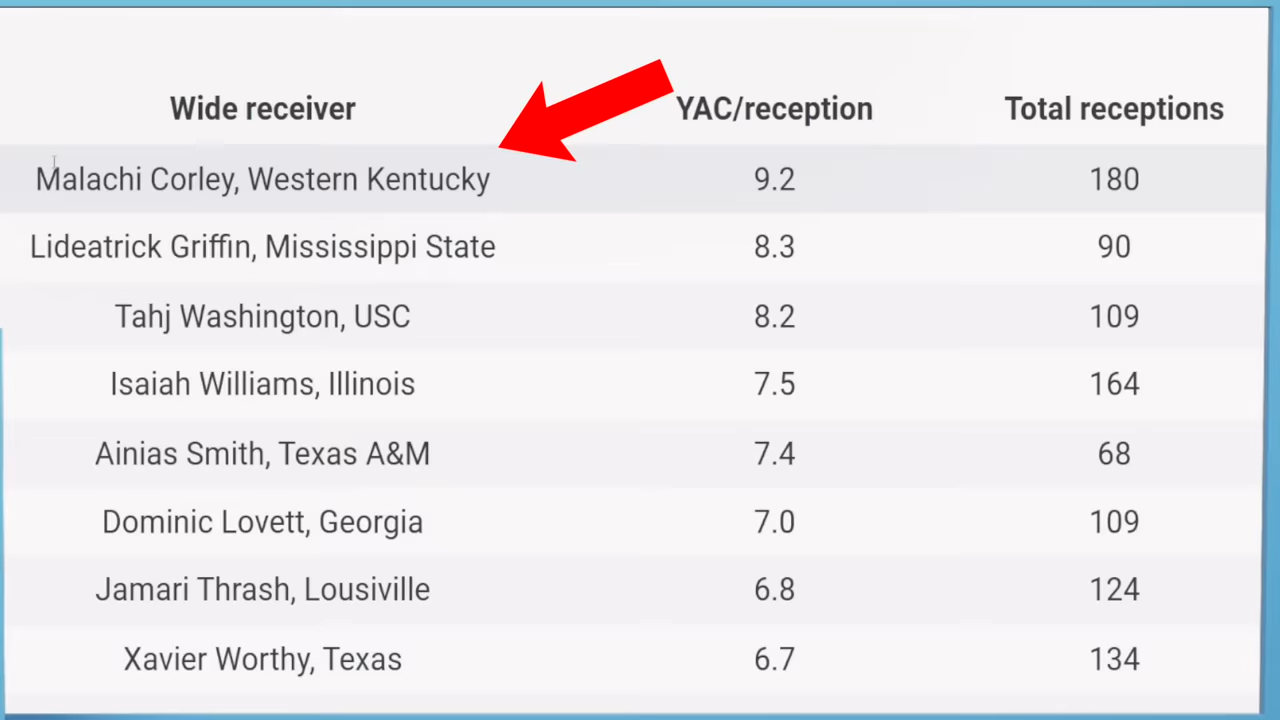 Wide receiver YAC/reception Total receptions
Malachi Corley, Western Kentucky 9.2 180
Lideatrick Griffin, Mississippi State 8.3 90
Tahj Washington, USC 8.2 109
Isaiah Williams, Illinois 7.5 164
Ainias Smith, Texas A&M 7.4 68
Dominic Lovett, Georgia 7.0 109
Jamari Thrash, Lousiville 6.8 124
Xavier Worthy, Texas 6.7 134